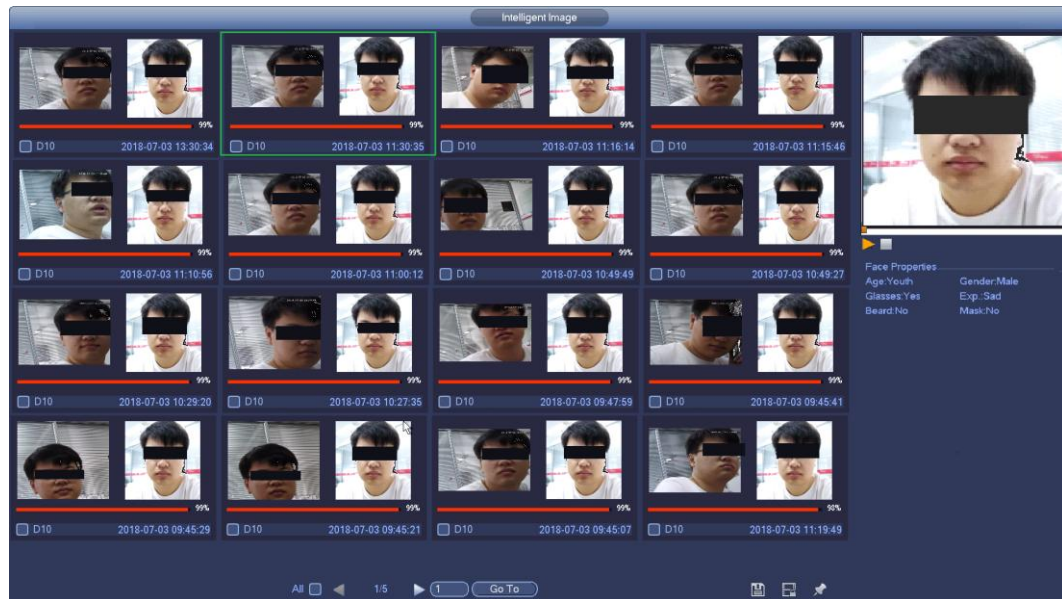 Intelligent Image
99% 99% 99% 99%
D10 2018-07-03 13:30:34 D10 2018-07-03 11:30:35 D10 2018-07-03 11:16:14 D10 2018-07-03 11:15:46
99% 99% 99% 99%
D10 2018-07-03 11:10:56 D10 2018-07-03 11:00:12 D10 2018-07-03 10:49:49 D10 2018-07-03 10:49:27
Face Properties
Age:Youth Gender:Male
Glasses:Yes Exp.:Sad
Beard:No Mask:No
99% 99% 99% 99%
D10 2018-07-03 10:29:20 D10 2018-07-03 10:27:35 D10 2018-07-03 09:47:59 D10 2018-07-03 09:45:41
99% 99% 99% 98%
D10 2018-07-03 09:45:29 D10 2018-07-03 09:45:21 D10 2018-07-03 09:45:07 D10 2018-07-03 11:19:49
All 1/5 1 Go To